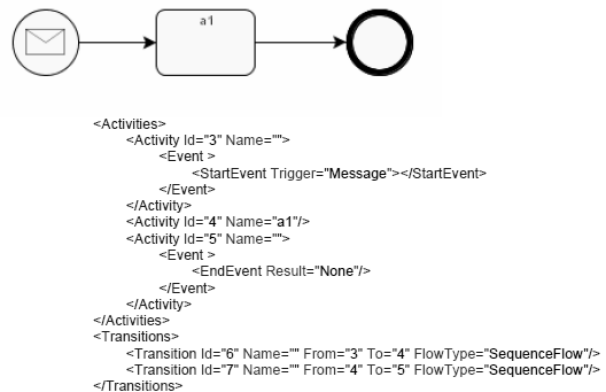 a1
<Activities>
<Activity Id="3" Name="">
<Event >
<StartEvent Trigger="Message"></StartEvent>
</Event>
</Activity>
<Activity Id="4" Name="a1"/>
<Activity Id="5" Name="">
<Event >
<EndEvent Result="None"/>
</Event>
</Activity>
</Activities>
<Transitions>
<Transition Id="6" Name="" From="3" To="4" FlowType="SequenceFlow"/>
<Transition Id="7" Name="" From="4" To="5" FlowType="SequenceFlow"/>
</Transitions>